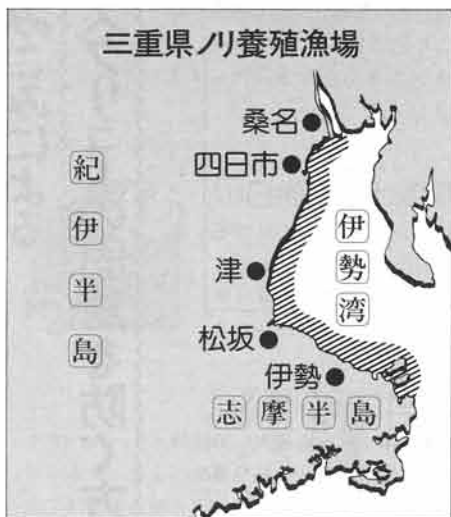 三重県ノリ養殖漁場
桑名
四日市
紀伊半島
伊勢湾
津
松坂
伊勢
志摩半島